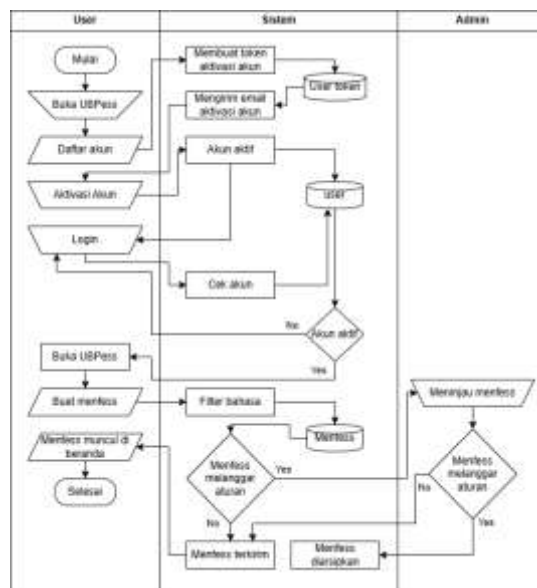 User
Sistem
Admin
Mulai
Membuat token
aktivasi akun
User token
Buka UBPess
Mengirim email
aktivasi akun
Daftar akun
Akun aktif
Aktivasi Akun
user
Login
Cek akun
No
Akun aktif
Yes
Buka UBPess
Meninjau menfess
Buat menfess
Filter bahasa
Menfess
Menfess muncul di
beranda
Menfess
melanggar
aturan
Yes
Menfess
melanggar
aturan
No
Selesai
No
Yes
Menfess terkirim
Menfess
diarsipkan